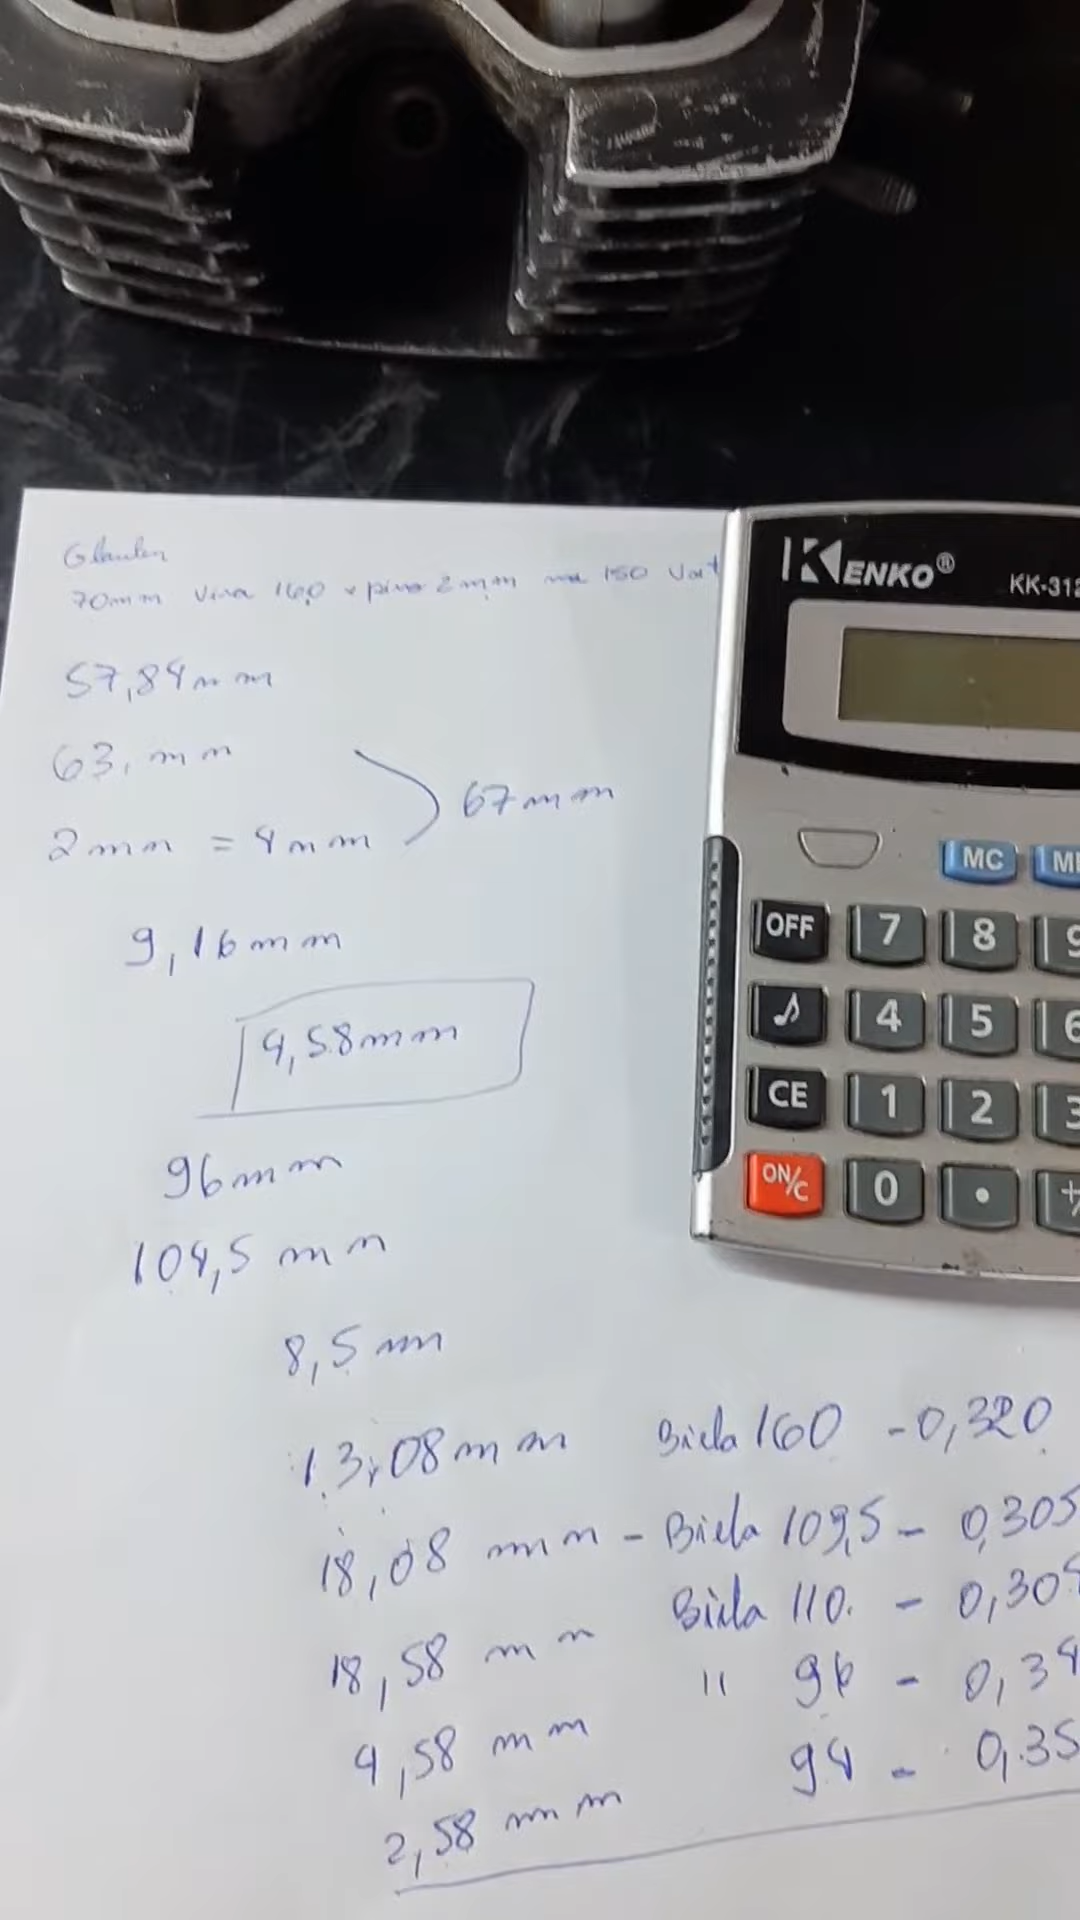 Glauber
70mm vira 160 x pino 2mm na 150
57,84mm
63, mm
2mm = 4mm
67mm
9,16mm
4,58mm
96mm
104,5 mm
8,5 mm
13,08mm Biela 160 - 0,320
18,08 mm - Biela 109,5 - 0,305
18,58 mm Biela 110. - 0,30
4,58 mm " 96 - 0,34
2,58 mm 94 - 0,35
KENKO®
KK-312
MC
OFF 7 8
4 5 6
CE 1 2 3
ON/C 0 .